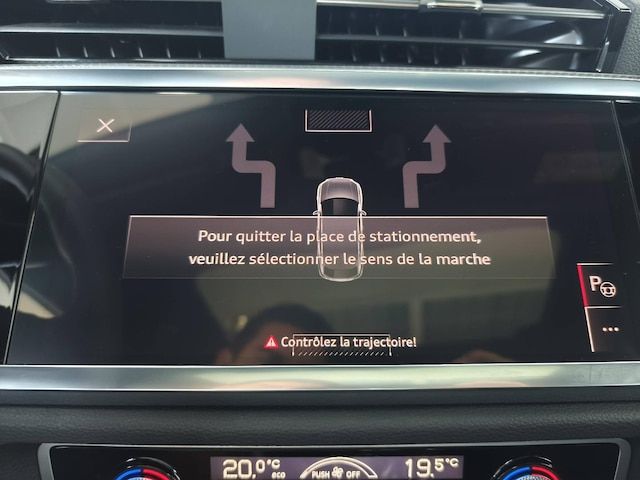 Pour quitter la place de stationnement,
veuillez sélectionner le sens de la marche
P
Contrôlez la trajectoire!
20.0°C eco PUSH OFF 19.5°C